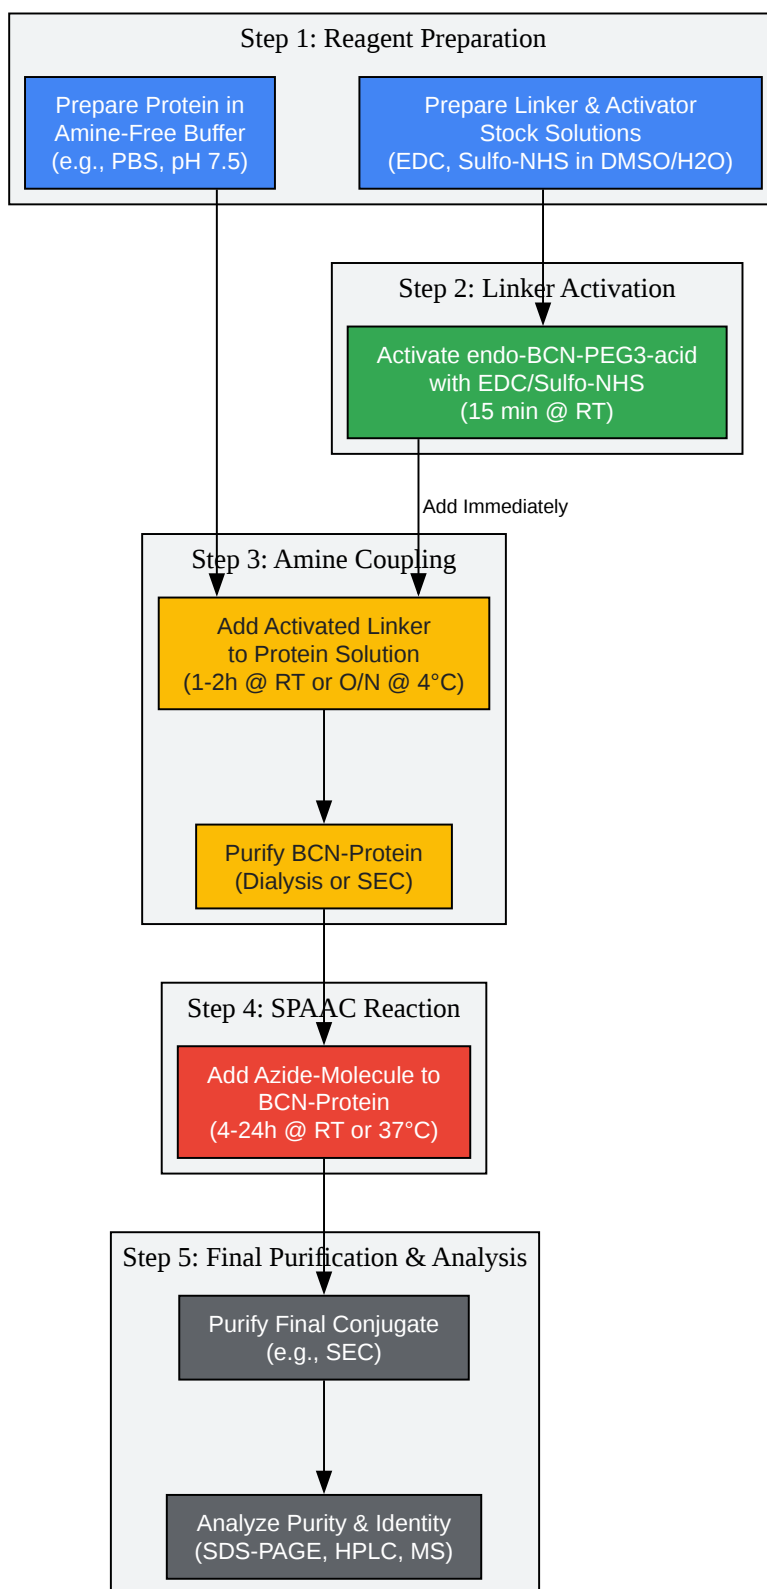 Step 1: Reagent Preparation
Prepare Protein in
Amine-Free Buffer
(e.g., PBS, pH 7.5)
Prepare Linker & Activator
Stock Solutions
(EDC, Sulfo-NHS in DMSO/H2O)
Step 2: Linker Activation
Activate endo-BCN-PEG3-acid
with EDC/Sulfo-NHS
(15 min @ RT)
Add Immediately
Step 3: Amine Coupling
Add Activated Linker
to Protein Solution
(1-2h @ RT or O/N @ 4°C)
Purify BCN-Protein
(Dialysis or SEC)
Step 4: SPAAC Reaction
Add Azide-Molecule to
BCN-Protein
(4-24h @ RT or 37°C)
Step 5: Final Purification & Analysis
Purify Final Conjugate
(e.g., SEC)
Analyze Purity & Identity
(SDS-PAGE, HPLC, MS)